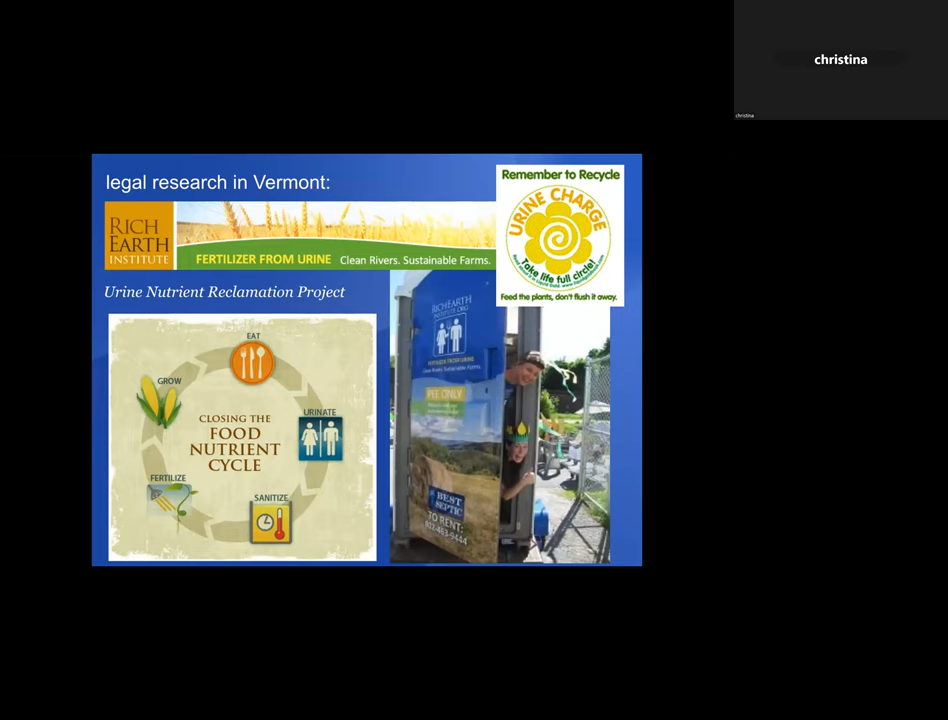 christina
christina
legal research in Vermont:
RICH
EARTH
INSTITUTE
FERTILIZER FROM URINE Clean Rivers. Sustainable Farms.
Remember to Recycle
URINE CHARGE
Take life full circle!
Feed the plants, don't flush it away.
Urine Nutrient Reclamation Project
EAT
GROW
URINATE
CLOSING THE
FOOD
NUTRIENT
CYCLE
FERTILIZE
SANITIZE
RICH EARTH
INSTITUTE.ORG
FERTILIZER FROM URINE
Clean Rivers. Sustainable Farms.
PEE ONLY
BEST
SEPTIC
TO RENT: